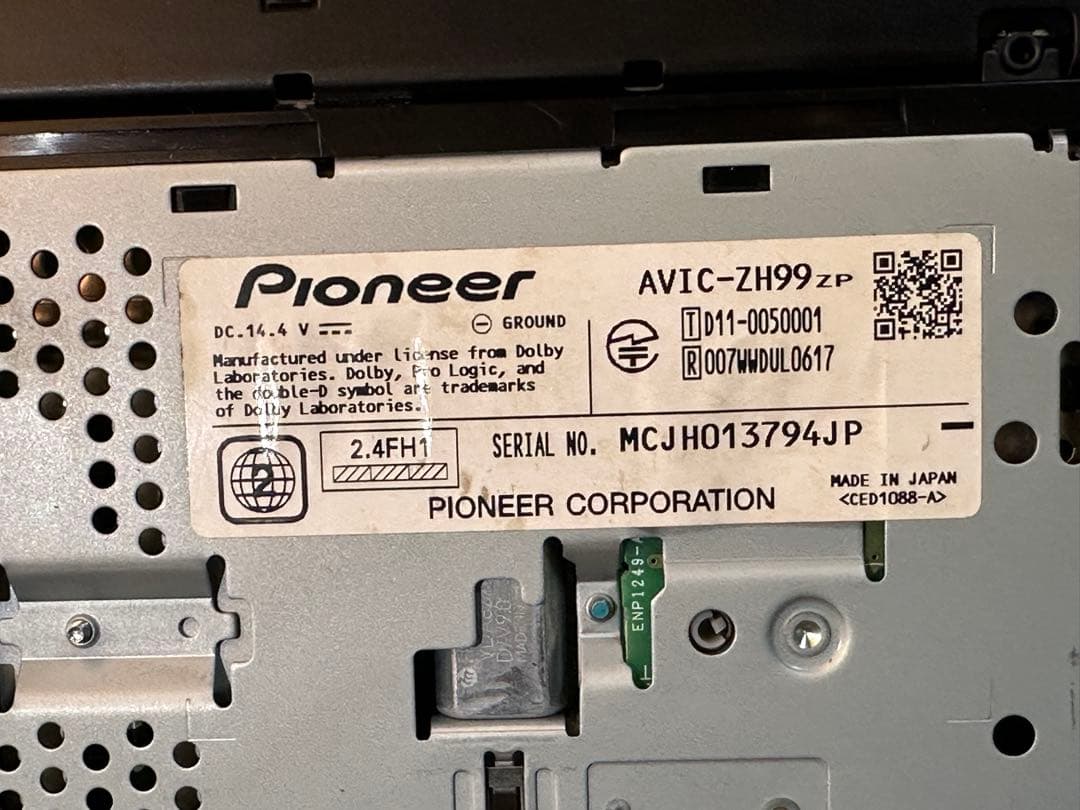 Pioneer
AVIC-ZH99ZP
DC.14.4 V
⊖ GROUND
T D11-0050001
R 007WWDUL0617
Manufactured under license from Dolby
Laboratories. Dolby, Pro Logic, and
the double-D symbol are trademarks
of Dolby Laboratories.
2
2.4FH1
SERIAL NO. MCJH013794JP
PIONEER CORPORATION
MADE IN JAPAN
<CED1088-A>
ENP1249-